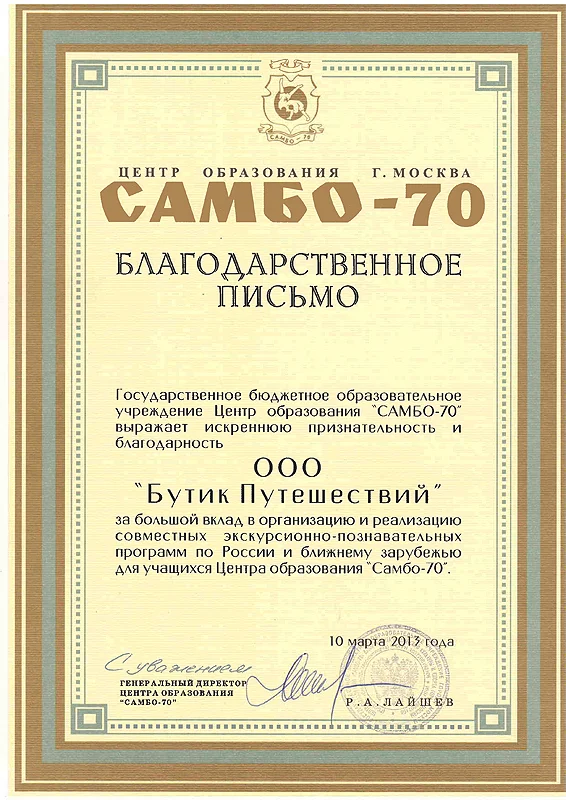 САМБО-70
ЦЕНТР ОБРАЗОВАНИЯ Г. МОСКВА
САМБО-70
БЛАГОДАРСТВЕННОЕ
ПИСЬМО
Государственное бюджетное образовательное
учреждение Центр образования "САМБО-70"
выражает искреннюю признательность и
благодарность
ООО
"Бутик Путешествий"
за большой вклад в организацию и реализацию
совместных экскурсионно-познавательных
программ по России и ближнему зарубежью
для учащихся Центра образования "Самбо-70".
10 марта 2013 года
С уважением
ГЕНЕРАЛЬНЫЙ ДИРЕКТОР
ЦЕНТРА ОБРАЗОВАНИЯ
"САМБО-70"
Р.А.ЛАЙШЕВ